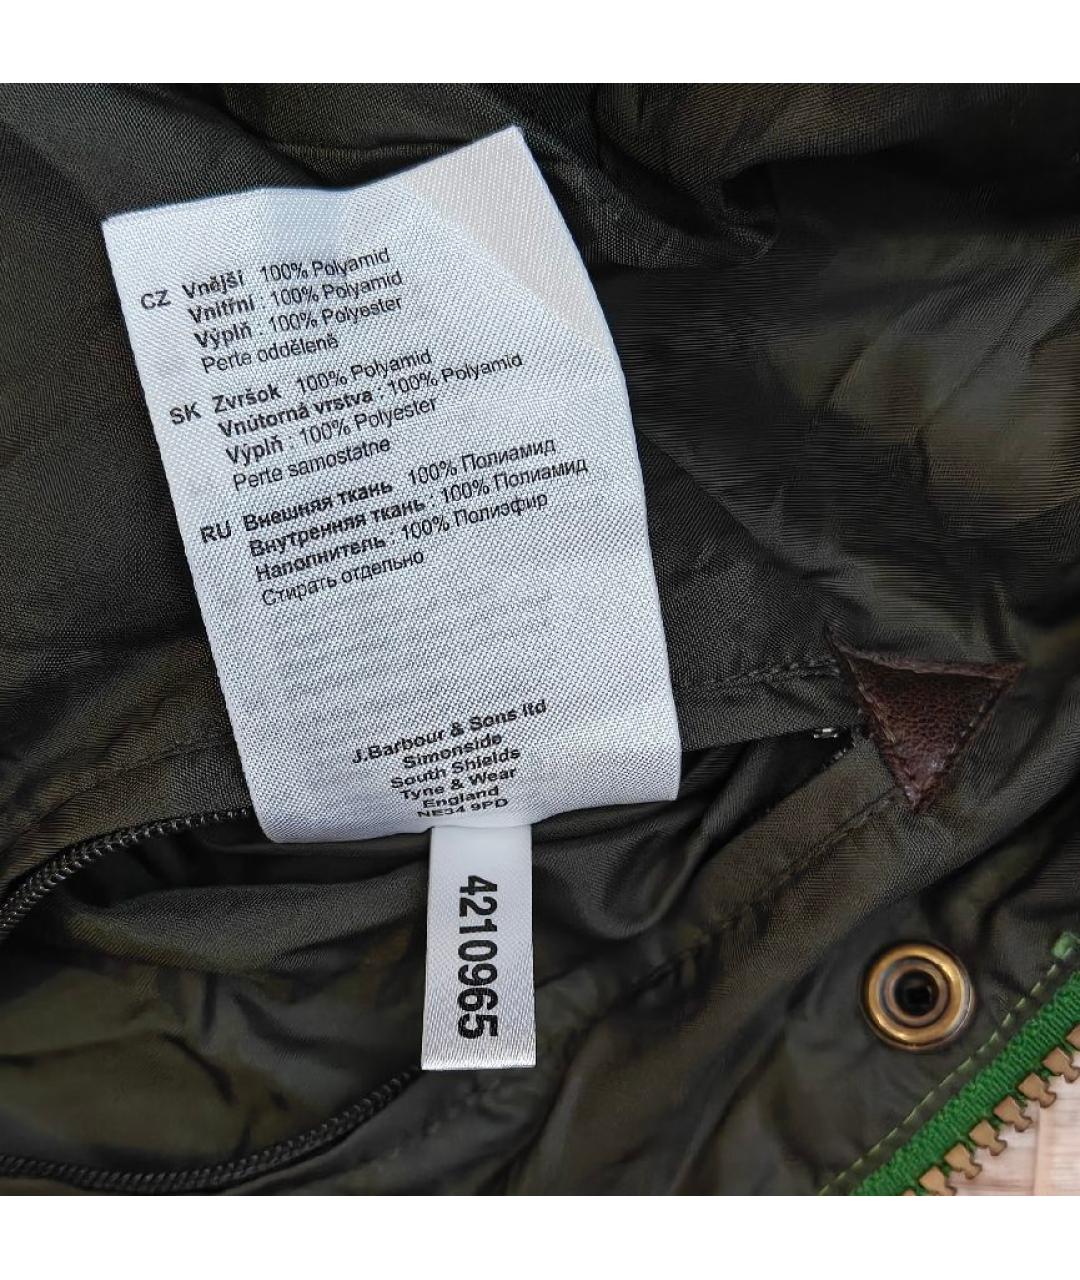 CZ Vnější 100% Polyamid
Vnitřní : 100% Polyamid
Výplň : 100% Polyester
Perte odděleně
SK Zvršok 100% Polyamid
Vnútorná vrstva : 100% Polyamid
Výplň : 100% Polyester
Perte samostatne
RU Внешняя ткань 100% Полиамид
Внутренняя ткань : 100% Полиамид
Наполнитель : 100% Полиэфир
Стирать отдельно
J.Barbour & Sons ltd
Simonside
South Shields
Tyne & Wear
England
NE34 9PD
4210965